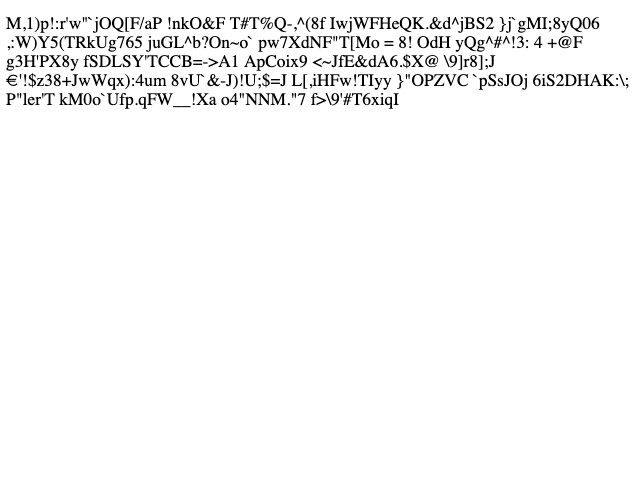 M,1)p!:r'w"`jOQ[F/aP !nkO&F T#T%Q-,^(8f IwjWFHeQK.&d^jBS2 }j`gMI;8yQ06
,:W)Y5(TRkUg765 juGL^b?On~o` pw7XdNF"T[Mo = 8! OdH yQg^#^!3: 4 +@F
g3H'PX8y fSDLSY'TCCB=->A1 ApCoix9 <~JfE&dA6.$X@ \9]r8];J
€'!$z38+JwWqx):4um 8vU`&-J)!U;$=J L[,iHFw!TIyy }"OPZVC `pSsJOj 6iS2DHAK:\;
P"ler'T kM0o`Ufp.qFW__!Xa o4"NNM."7 f>\9'#T6xiqI